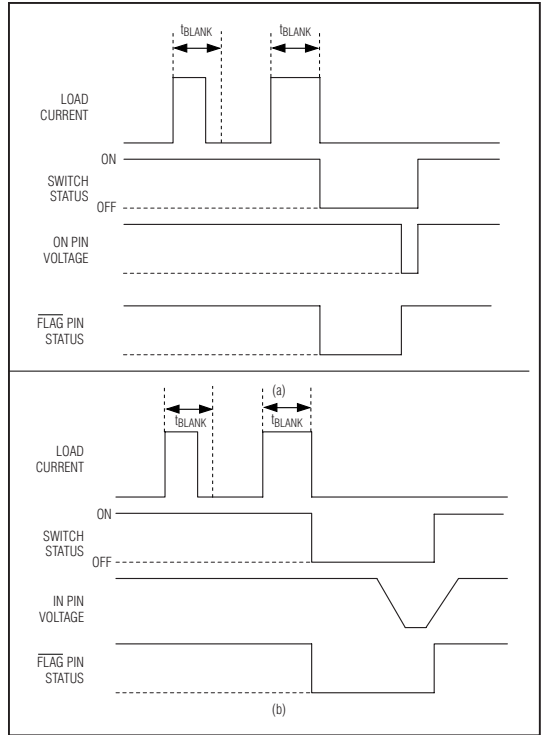 tBLANK tBLANK
LOAD
CURRENT
ON
SWITCH
STATUS
OFF
ON PIN
VOLTAGE
FLAG PIN
STATUS
(a)
tBLANK tBLANK
LOAD
CURRENT
ON
SWITCH
STATUS
OFF
IN PIN
VOLTAGE
FLAG PIN
STATUS
(b)